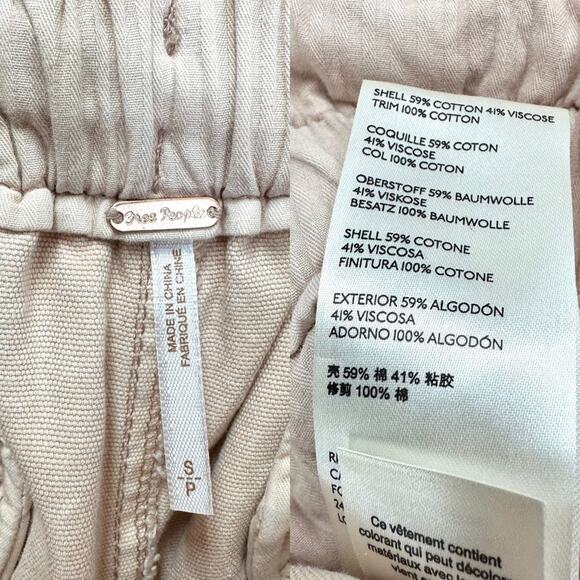 Free People
MADE IN CHINA
FABRIQUÉ EN CHINE
S
P
SHELL 59% COTTON 41% VISCOSE
TRIM 100% COTTON
COQUILLE 59% COTON
41% VISCOSE
COL 100% COTON
OBERSTOFF 59% BAUMWOLLE
41% VISKOSE
BESATZ 100% BAUMWOLLE
SHELL 59% COTONE
41% VISCOSA
FINITURA 100% COTONE
EXTERIOR 59% ALGODÓN
41% VISCOSA
ADORNO 100% ALGODÓN
壳 59% 棉 41% 粘胶
修剪 100% 棉
Ce vêtement contient
colorant qui peut décolor
matériaux avec